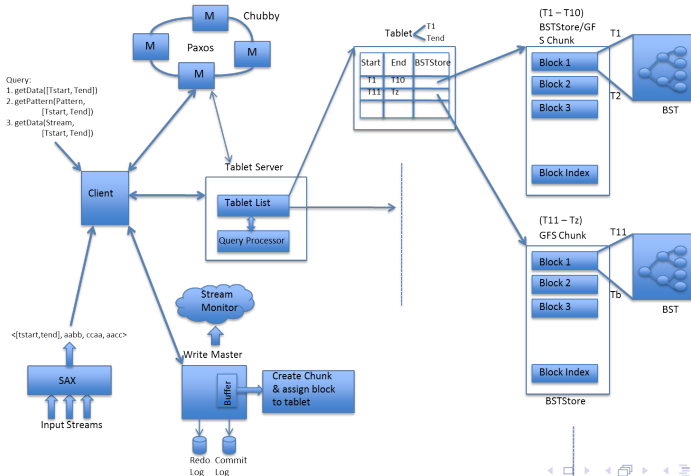 Chubby
M
M
M
M
Paxos
Query:
1. getData([Tstart, Tend])
2. getPattern(Pattern,
[Tstart, Tend])
3. getData(Stream,
[Tstart, Tend])
Client
Tablet Server
Tablet List
Query Processor
Tablet
T1
Tend
Start End BSTStore
T1 T10
T11 Tz
(T1 – T10)
BSTStore/GF
S Chunk
Block 1
Block 2
Block 3
Block Index
T1
T2
BST
(T11 – Tz)
GFS Chunk
Block 1
Block 2
Block 3
Block Index
BSTStore
T11
Tb
BST
Stream
Monitor
Write Master
Buffer
Create Chunk
& assign block
to tablet
Redo
Log
Commit
Log
<[tstart,tend], aabb, ccaa, aacc>
SAX
Input Streams